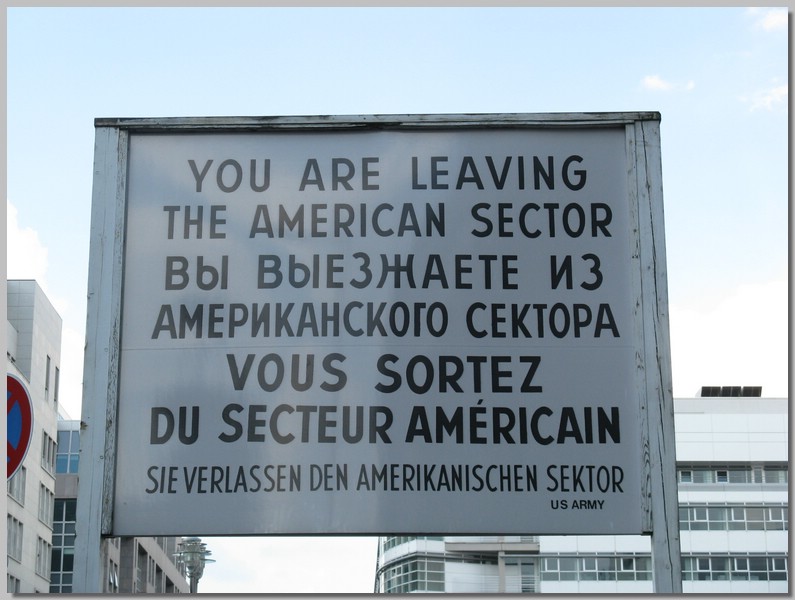 YOU ARE LEAVING
THE AMERICAN SECTOR
ВЫ ВЫЕЗЖАЕТЕ ИЗ
АМЕРИКАНСКОГО СЕКТОРА
VOUS SORTEZ
DU SECTEUR AMÉRICAIN
SIE VERLASSEN DEN AMERIKANISCHEN SEKTOR
US ARMY